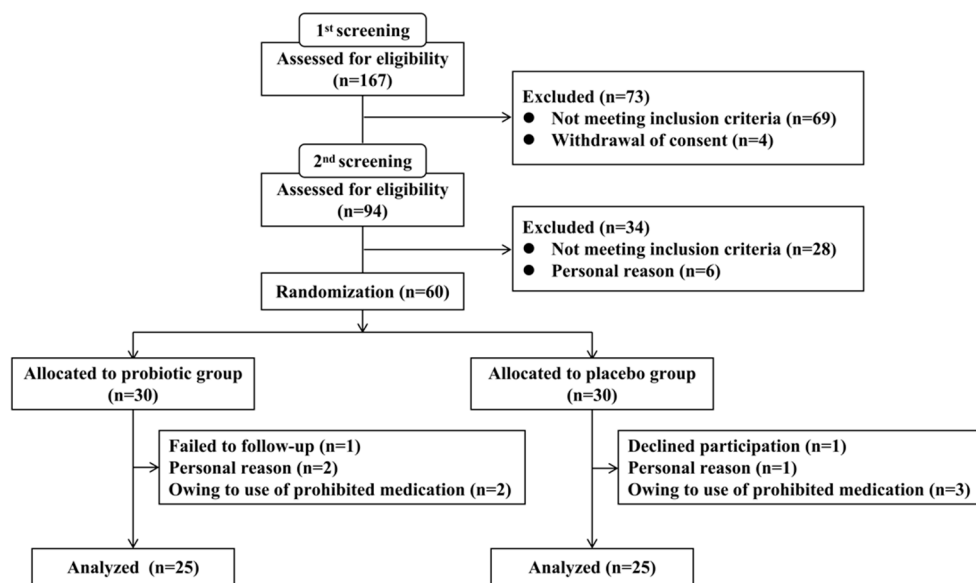 1st screening
Assessed for eligibility
(n=167)
Excluded (n=73)
● Not meeting inclusion criteria (n=69)
● Withdrawal of consent (n=4)
2nd screening
Assessed for eligibility
(n=94)
Excluded (n=34)
● Not meeting inclusion criteria (n=28)
● Personal reason (n=6)
Randomization (n=60)
Allocated to probiotic group
(n=30)
Allocated to placebo group
(n=30)
Failed to follow-up (n=1)
Personal reason (n=2)
Owing to use of prohibited medication (n=2)
Declined participation (n=1)
Personal reason (n=1)
Owing to use of prohibited medication (n=3)
Analyzed (n=25)
Analyzed (n=25)